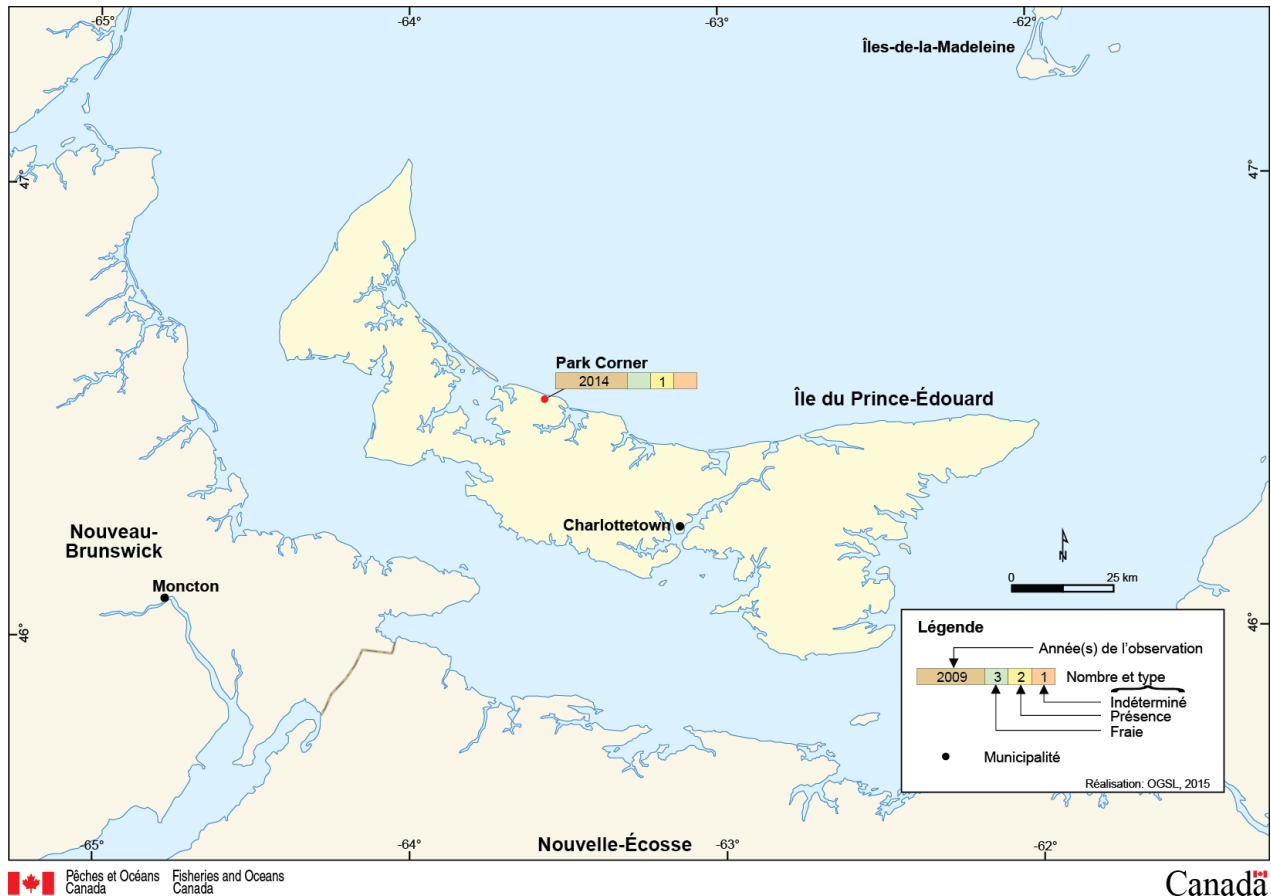 -65°
-64°
-63°
-62°
Îles-de-la-Madeleine
47°
47°
Park Corner
2014 1
Île du Prince-Édouard
Charlottetown
Nouveau-
Brunswick
Moncton
N
0 25 km
46°
46°
Légende
Année(s) de l'observation
2009 3 2 1 Nombre et type
Indéterminé
Présence
Fraie
Municipalité
Réalisation: OGSL, 2015
Nouvelle-Écosse
-65°
-64°
-63°
-62°
Pêches et Océans Fisheries and Oceans
Canada Canada
Canada